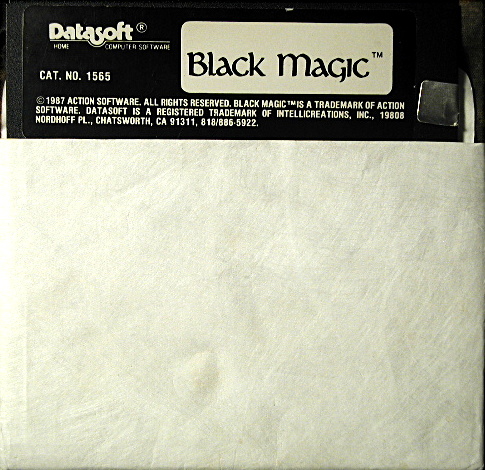 Datasoft®
HOME COMPUTER SOFTWARE
Black Magic™
CAT. NO. 1565
©1987 ACTION SOFTWARE. ALL RIGHTS RESERVED. BLACK MAGIC™ IS A TRADEMARK OF ACTION
SOFTWARE. DATASOFT IS A REGISTERED TRADEMARK OF INTELLICREATIONS, INC., 19808
NORDHOFF PL., CHATSWORTH, CA 91311, 818/886-5922.